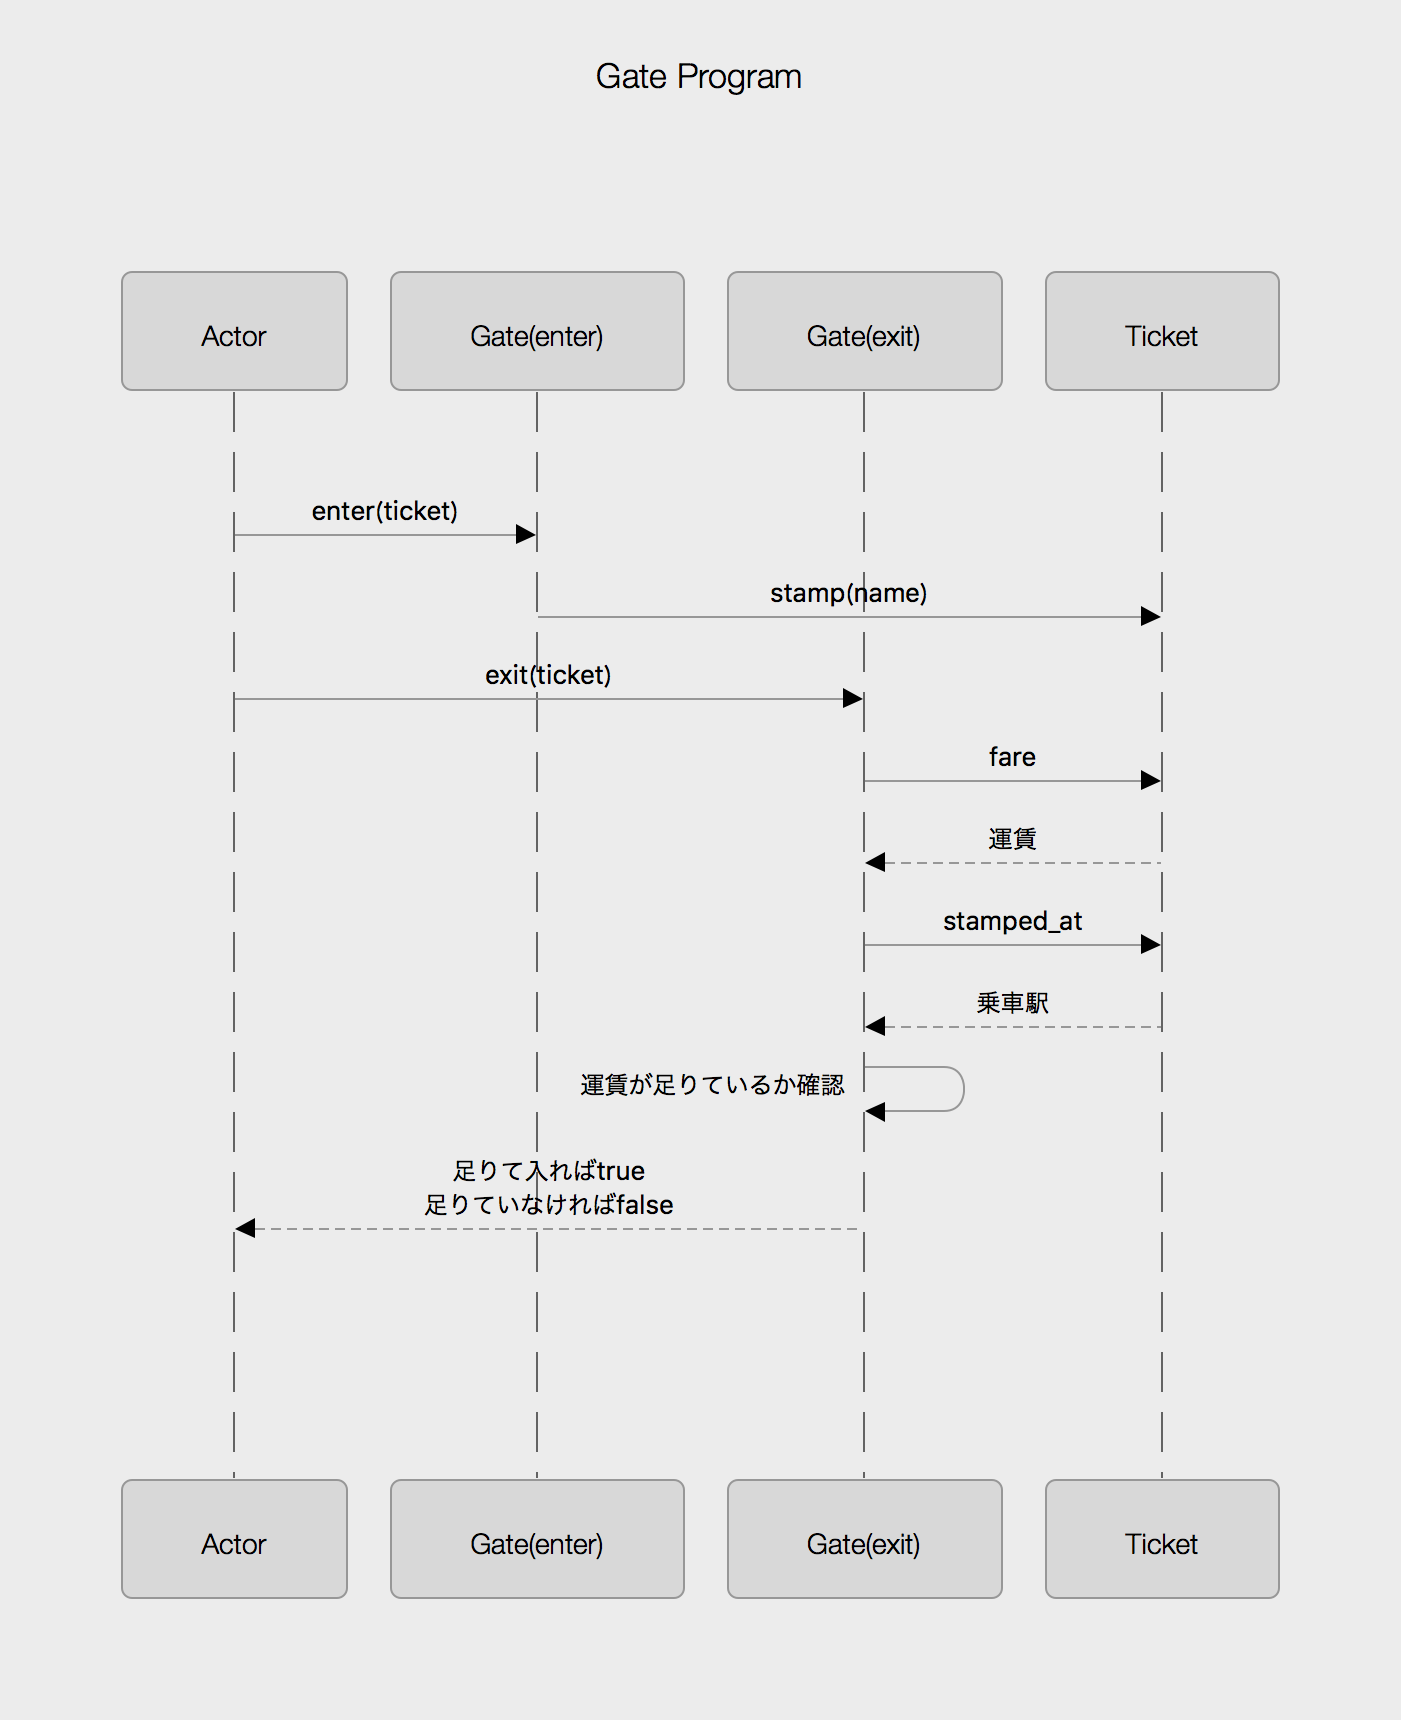 Gate Program
Actor
Gate(enter)
Gate(exit)
Ticket
enter(ticket)
stamp(name)
exit(ticket)
fare
運賃
stamped_at
乗車駅
運賃が足りているか確認
足りて入ればtrue
足りていなければfalse
Actor
Gate(enter)
Gate(exit)
Ticket